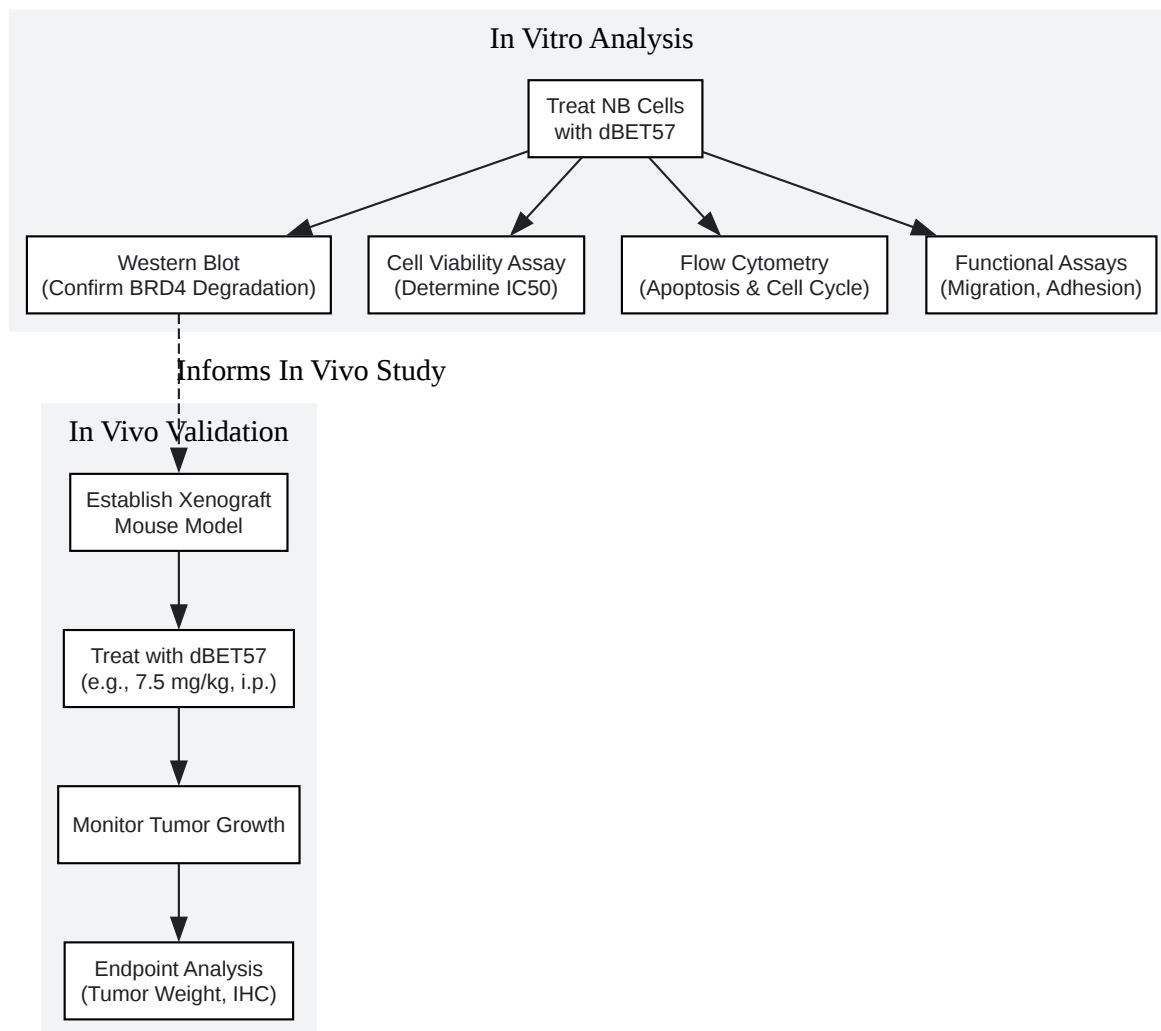 In Vitro Analysis
Treat NB Cells
with dBET57
Western Blot
(Confirm BRD4 Degradation)
Cell Viability Assay
(Determine IC50)
Flow Cytometry
(Apoptosis & Cell Cycle)
Functional Assays
(Migration, Adhesion)
Informs In Vivo Study
In Vivo Validation
Establish Xenograft
Mouse Model
Treat with dBET57
(e.g., 7.5 mg/kg, i.p.)
Monitor Tumor Growth
Endpoint Analysis
(Tumor Weight, IHC)